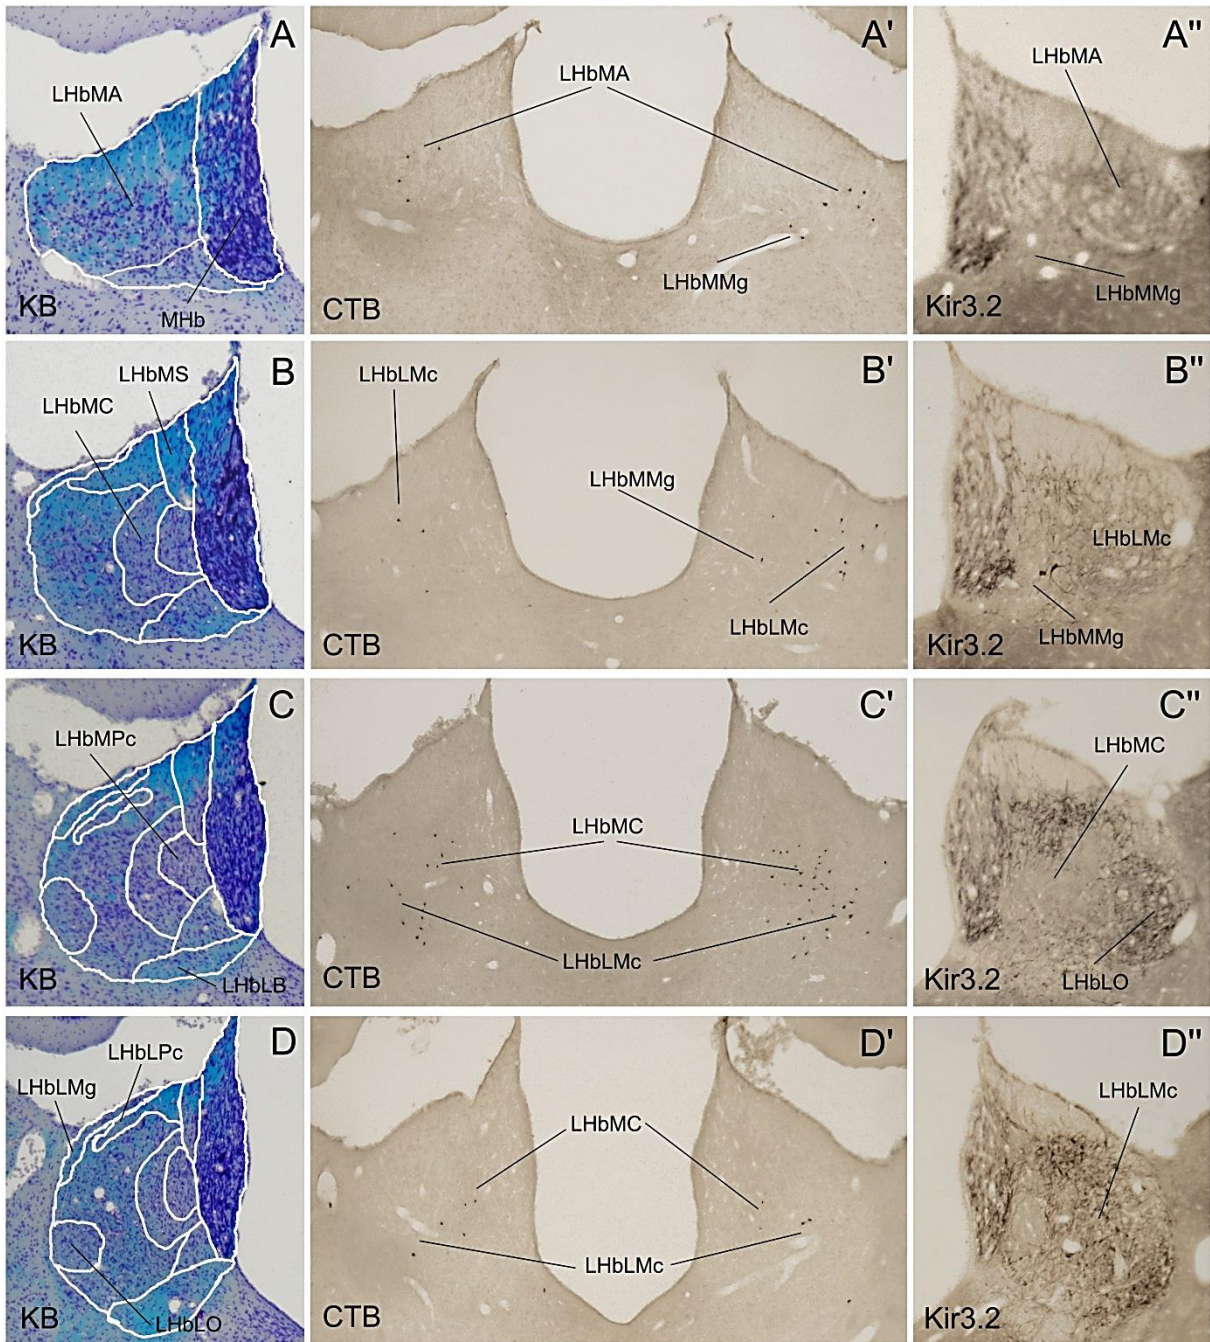 A
LHbMA
MHb
KB
A'
LHbMA
LHbMMg
CTB
A"
LHbMA
LHbMMg
Kir3.2
B
LHbMS
LHbMC
KB
B'
LHbLMc
LHbMMg
LHbLMc
CTB
B"
LHbLMc
LHbMMg
Kir3.2
C
LHbMPc
LHbLB
KB
C'
LHbMC
LHbLMc
CTB
C"
LHbMC
LHbLO
Kir3.2
D
LHbLPc
LHbLMg
LHbLO
KB
D'
LHbMC
LHbLMc
CTB
D"
LHbLMc
Kir3.2